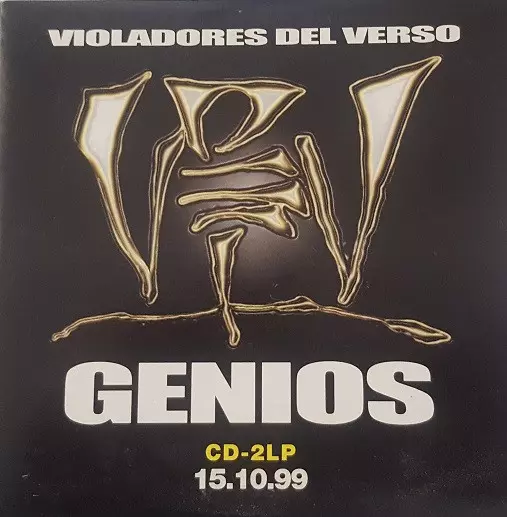 VIOLADORES DEL VERSO
GENIOS
CD-2LP
15.10.99